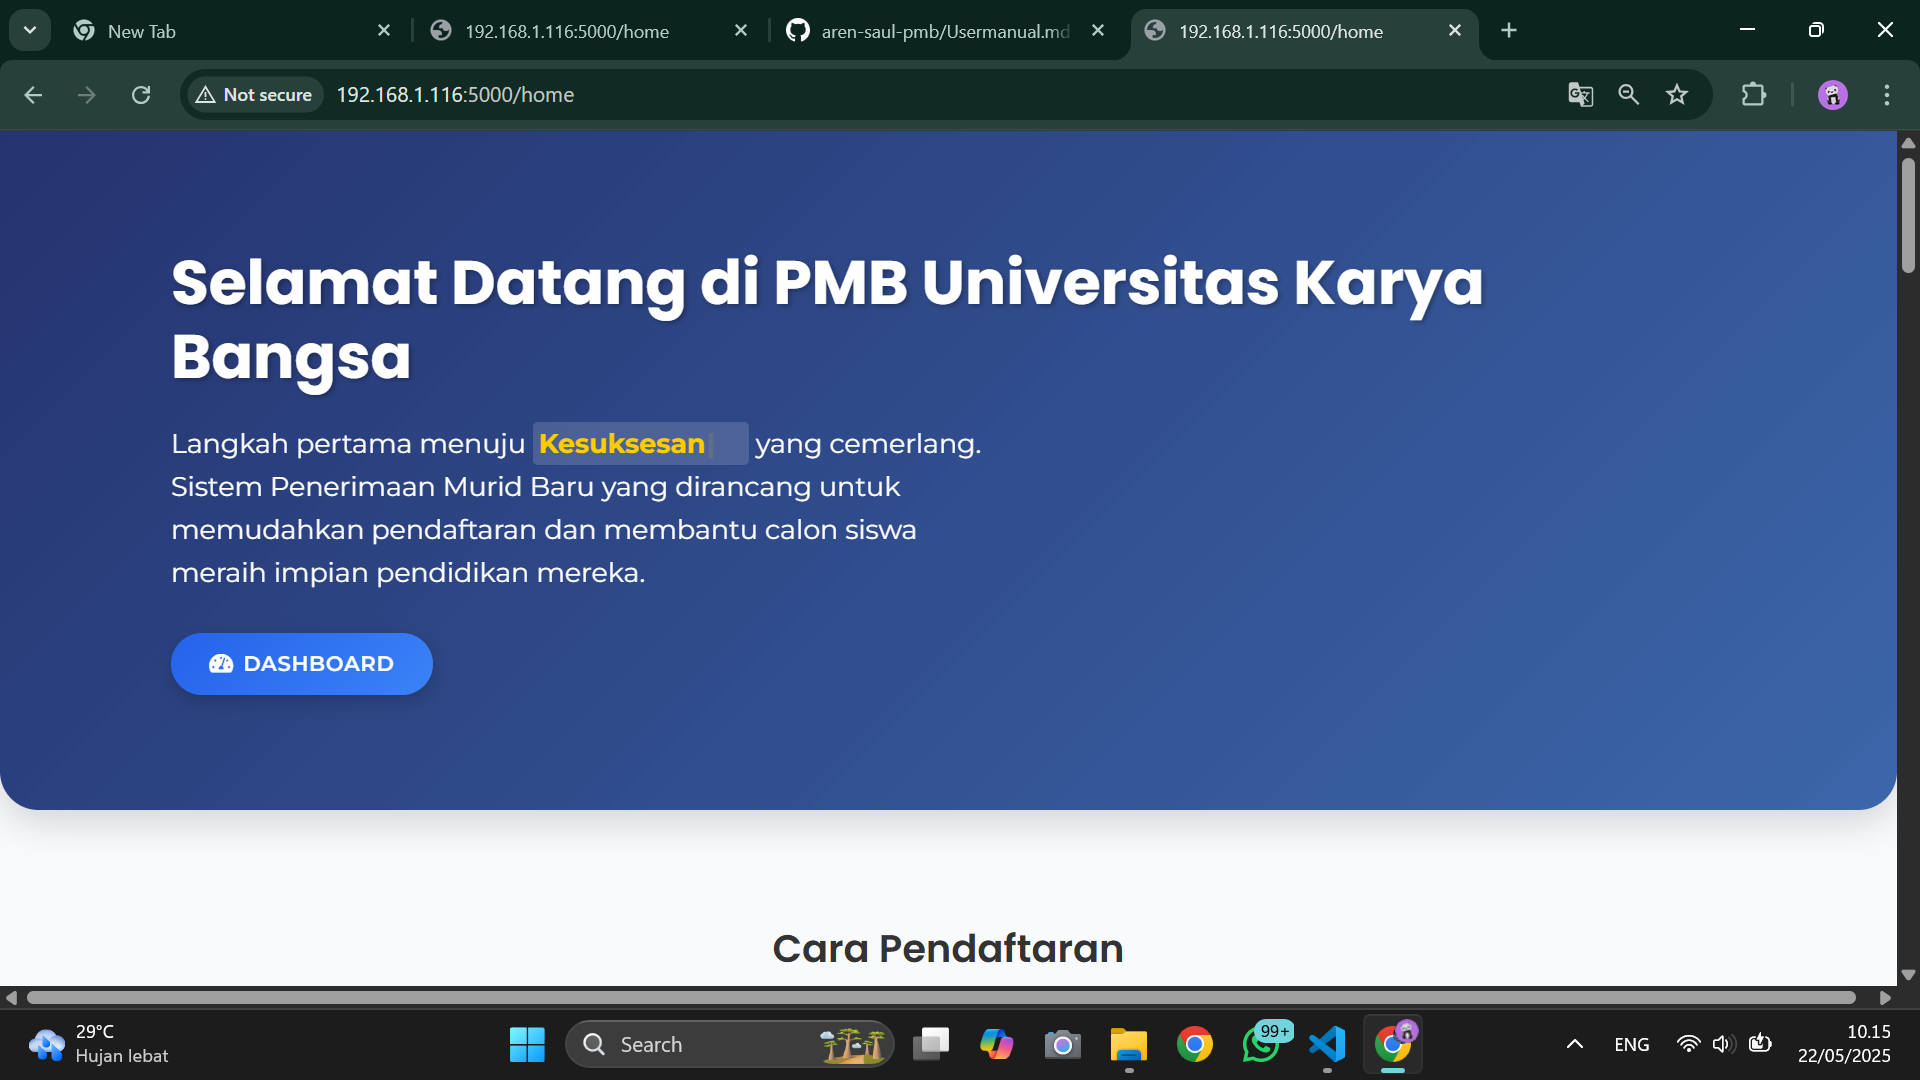 New Tab
192.168.1.116:5000/home
aren-saul-pmb/Usermanual.md
192.168.1.116:5000/home
Not secure
192.168.1.116:5000/home
Selamat Datang di PMB Universitas Karya
Bangsa
Langkah pertama menuju Kesuksesan yang cemerlang.
Sistem Penerimaan Murid Baru yang dirancang untuk
memudahkan pendaftaran dan membantu calon siswa
meraih impian pendidikan mereka.
DASHBOARD
Cara Pendaftaran
29°C
Hujan lebat
Search
99+
ENG
10.15
22/05/2025